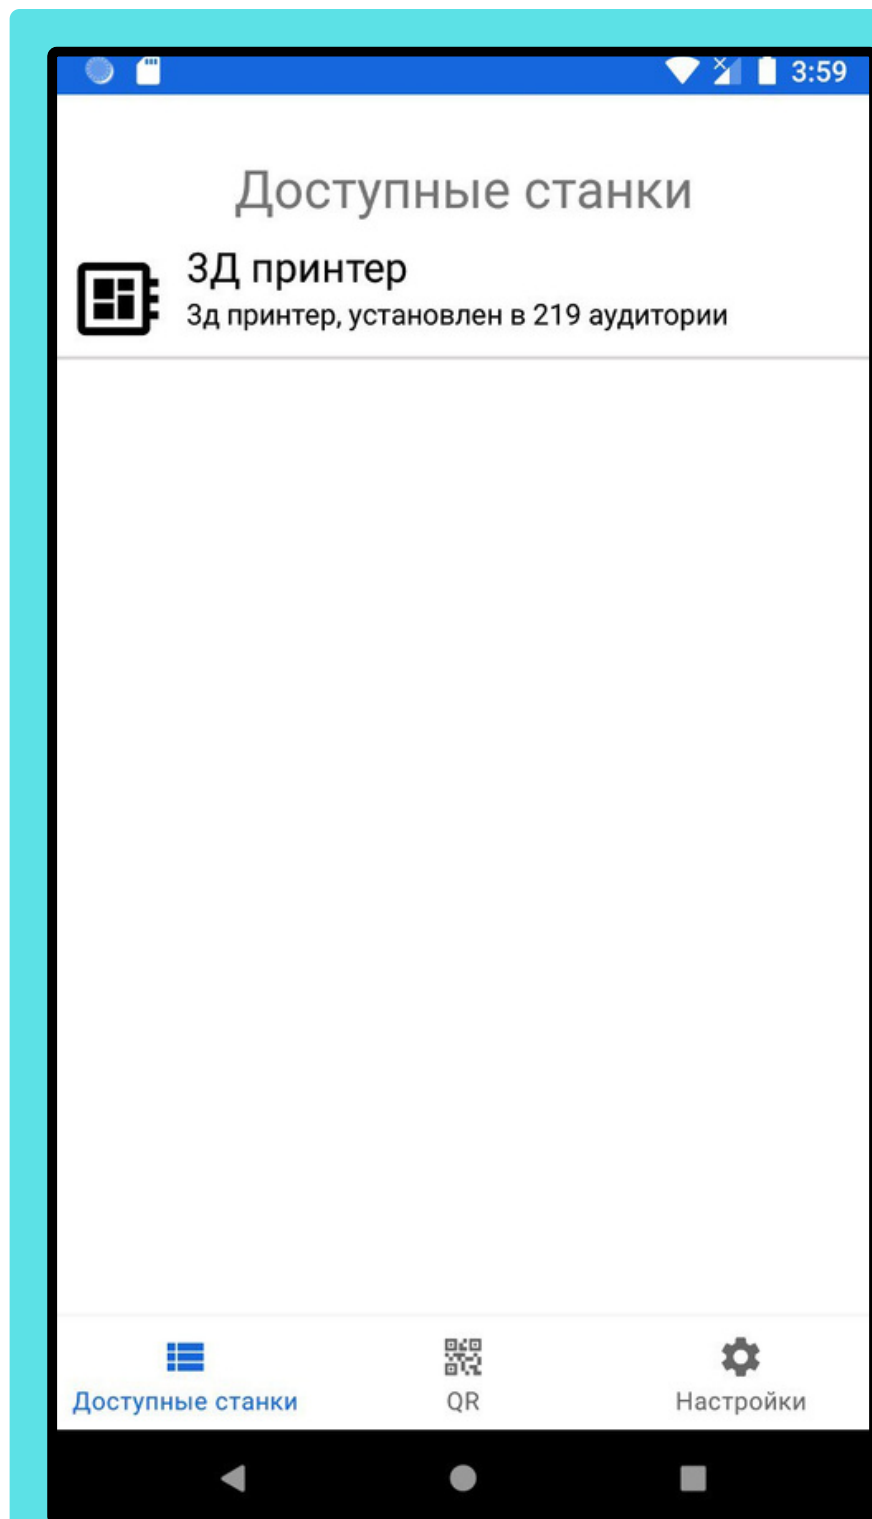 3:59
Доступные станки
3Д принтер
3д принтер, установлен в 219 аудитории
Доступные станки
QR
Настройки